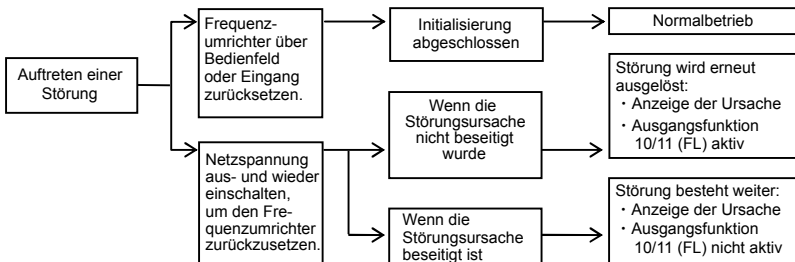 Auftreten einer
Störung
Frequenz-
umrichter über
Bedienfeld
oder Eingang
zurücksetzen.
Initialisierung
abgeschlossen
Normalbetrieb
Netzspannung
aus- und wieder
einschalten,
um den Fre-
quenzumrichter
zurückzusetzen.
Wenn die
Störungsursache
nicht beseitigt
wurde
Störung wird erneut
ausgelöst:
· Anzeige der Ursache
· Ausgangsfunktion
10/11 (FL) aktiv
Wenn die
Störungsursache
beseitigt ist
Störung besteht weiter:
· Anzeige der Ursache
· Ausgangsfunktion
10/11 (FL) nicht aktiv